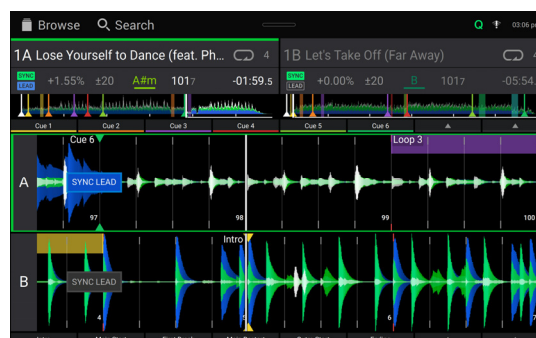 Browse Search Q 03:06 pm
1A Lose Yourself to Dance (feat. Ph... 4 1B Let's Take Off (Far Away) 4
SYNC LEAD +1.55% ±20 A#m 1017 -01:59.5 SYNC LEAD +0.00% ±20 B 1017 -05:54.
Cue 1 Cue 2 Cue 3 Cue 4 Cue 5 Cue 6
Cue 6 Loop 3
A SYNC LEAD
97 98 99 100
Intro
B SYNC LEAD
4 5 6 7